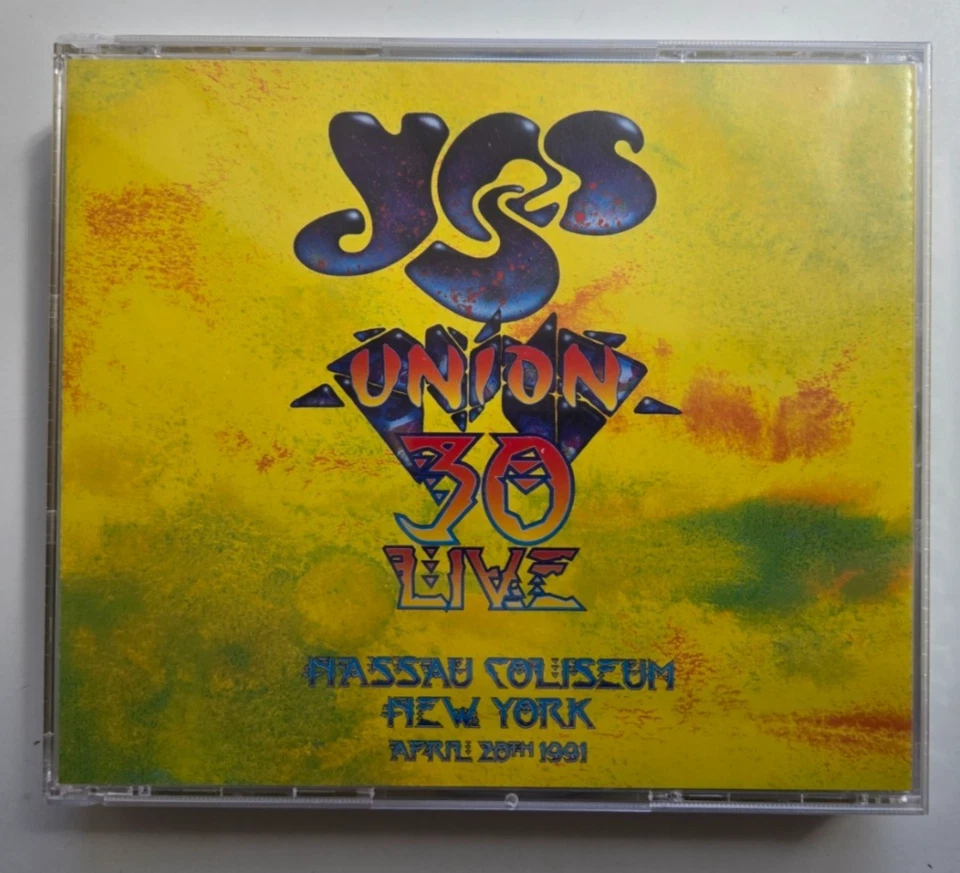 YES
UNION
30
LIVE
NASSAU COLISEUM
NEW YORK
APRIL 20TH 1991